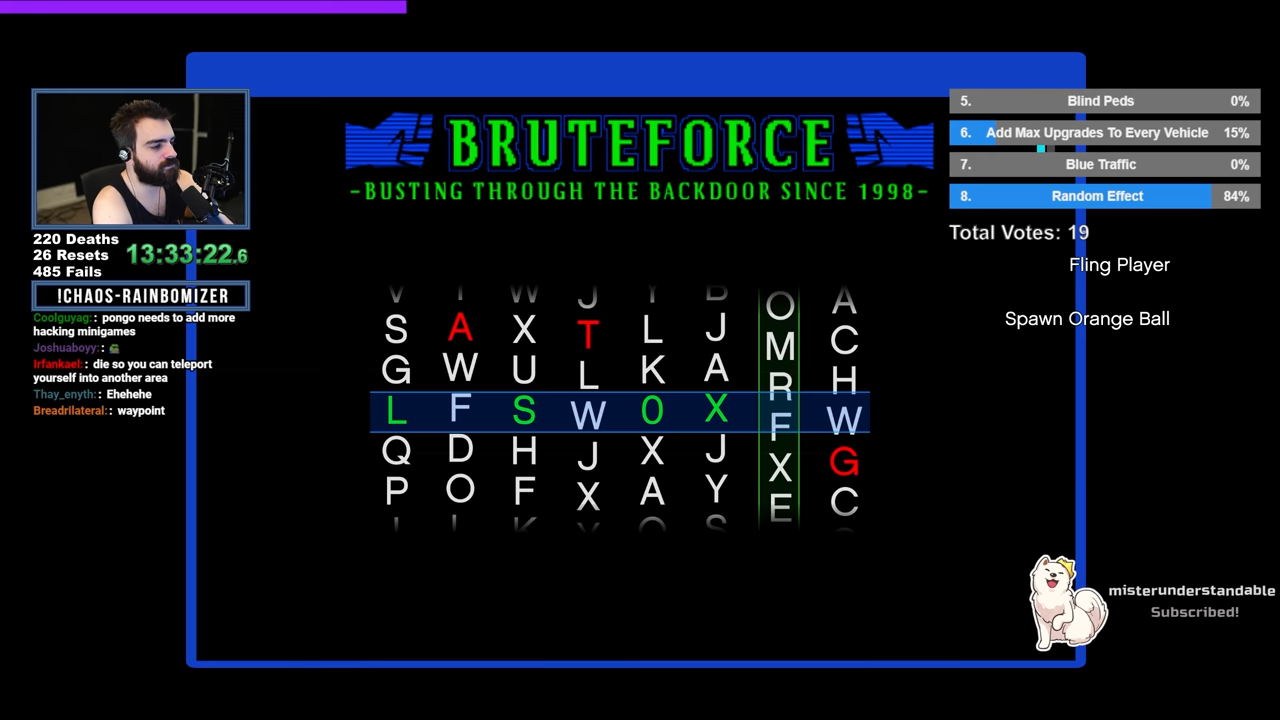 BRUTEFORCE
-BUSTING THROUGH THE BACKDOOR SINCE 1998-
5. Blind Peds 0%
6. Add Max Upgrades To Every Vehicle 15%
7. Blue Traffic 0%
8. Random Effect 84%
Total Votes: 19
Fling Player
Spawn Orange Ball
220 Deaths
26 Resets
485 Fails
13:33:22.6
!CHAOS-RAINBOMIZER
Coolguyag: : pongo needs to add more
hacking minigames
Joshuaboyy: :
Irfankael: : die so you can teleport
yourself into another area
Thay_enyth: : Ehehehe
Breadrilateral: : waypoint
S A X T L J M C
G W U L K A R H
L F S W 0 X F W
Q D H J X J X G
P O F X A Y E C
misterunderstandable
Subscribed!